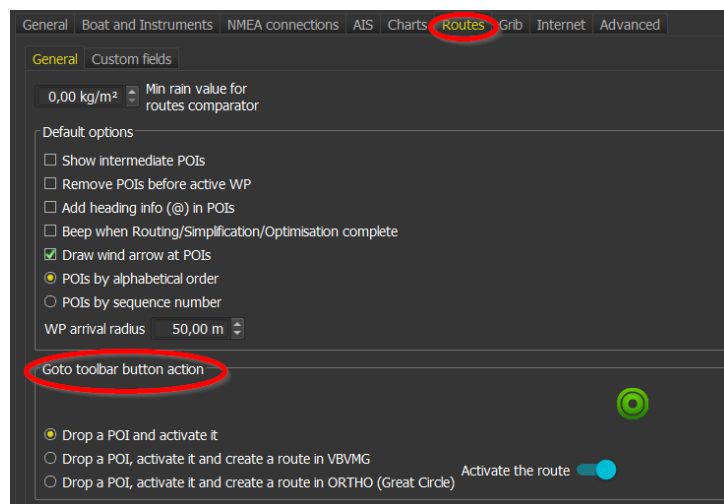 General Boat and Instruments NMEA connections AIS Charts Routes Grib Internet Advanced
General Custom fields
0,00 kg/m² Min rain value for
routes comparator
Default options
Show intermediate POIs
Remove POIs before active WP
Add heading info (@) in POIs
Beep when Routing/Simplification/Optimisation complete
Draw wind arrow at POIs
POIs by alphabetical order
POIs by sequence number
WP arrival radius 50,00 m
Goto toolbar button action
Drop a POI and activate it
Drop a POI, activate it and create a route in VBVMG
Drop a POI, activate it and create a route in ORTHO (Great Circle)
Activate the route